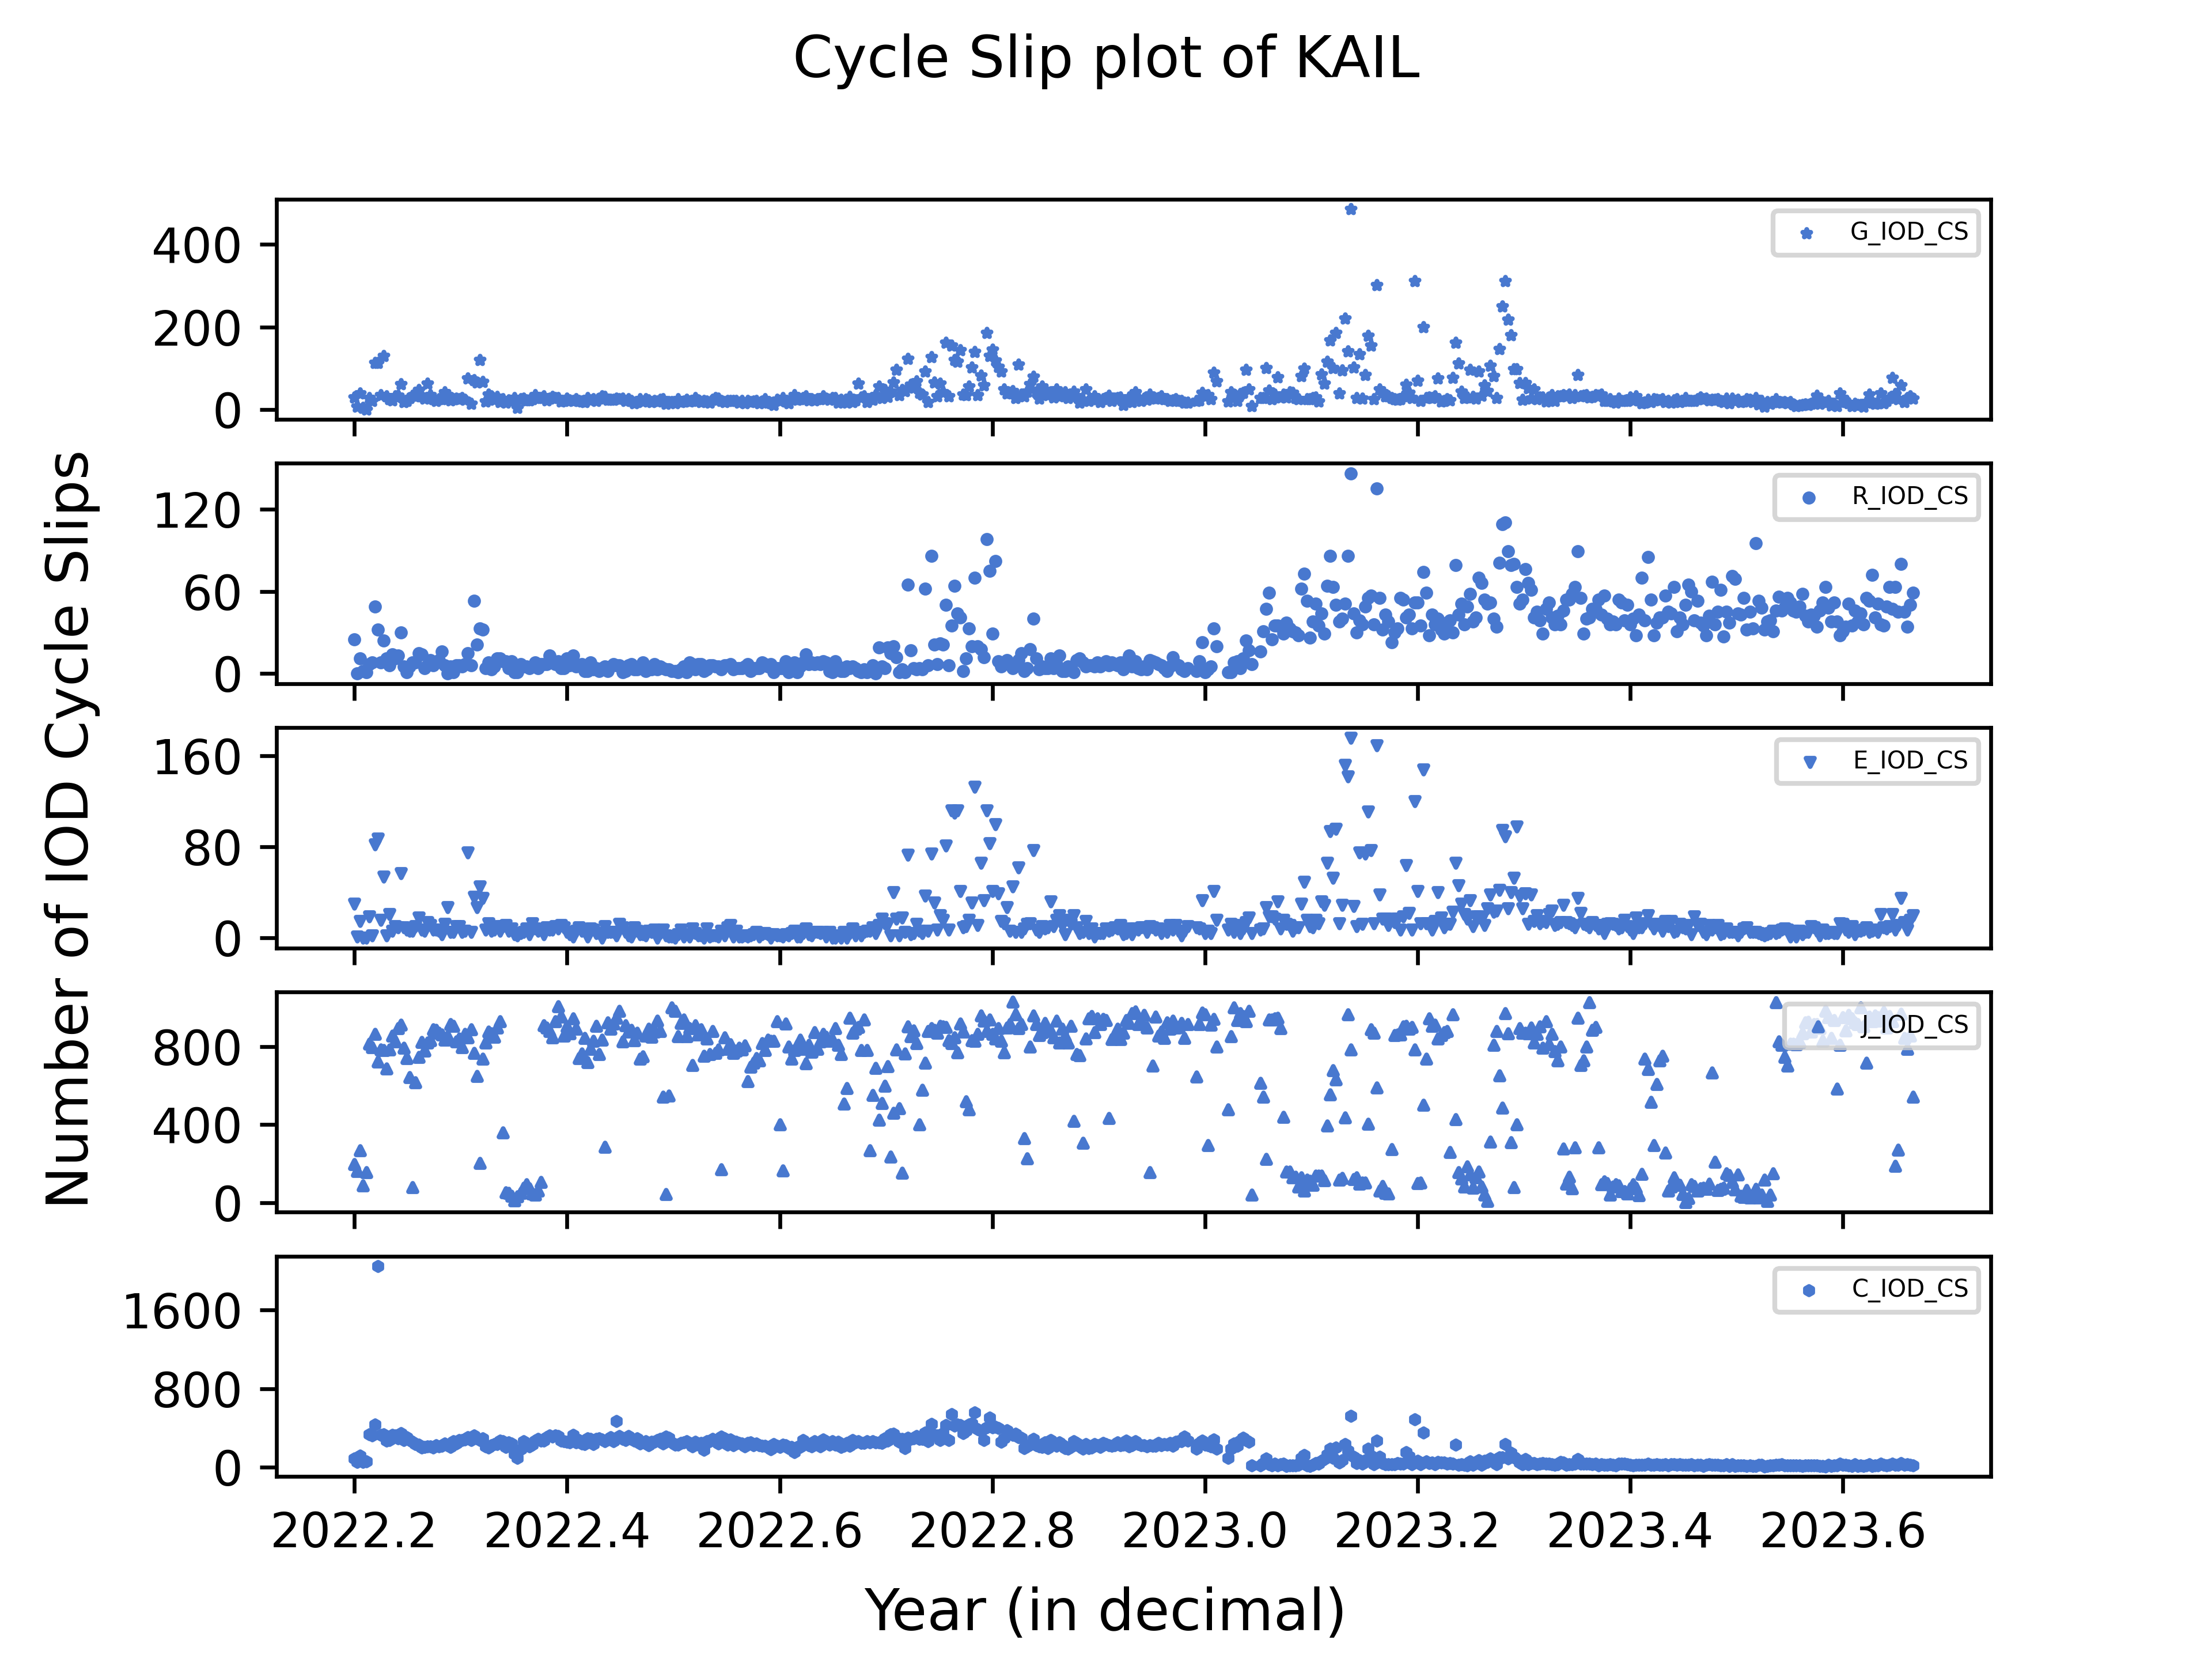 Cycle Slip plot of KAIL
Number of IOD Cycle Slips
400
200
0
G_IOD_CS
120
60
0
R_IOD_CS
160
80
0
E_IOD_CS
800
400
0
J_IOD_CS
1600
800
0
C_IOD_CS
2022.2 2022.4 2022.6 2022.8 2023.0 2023.2 2023.4 2023.6
Year (in decimal)